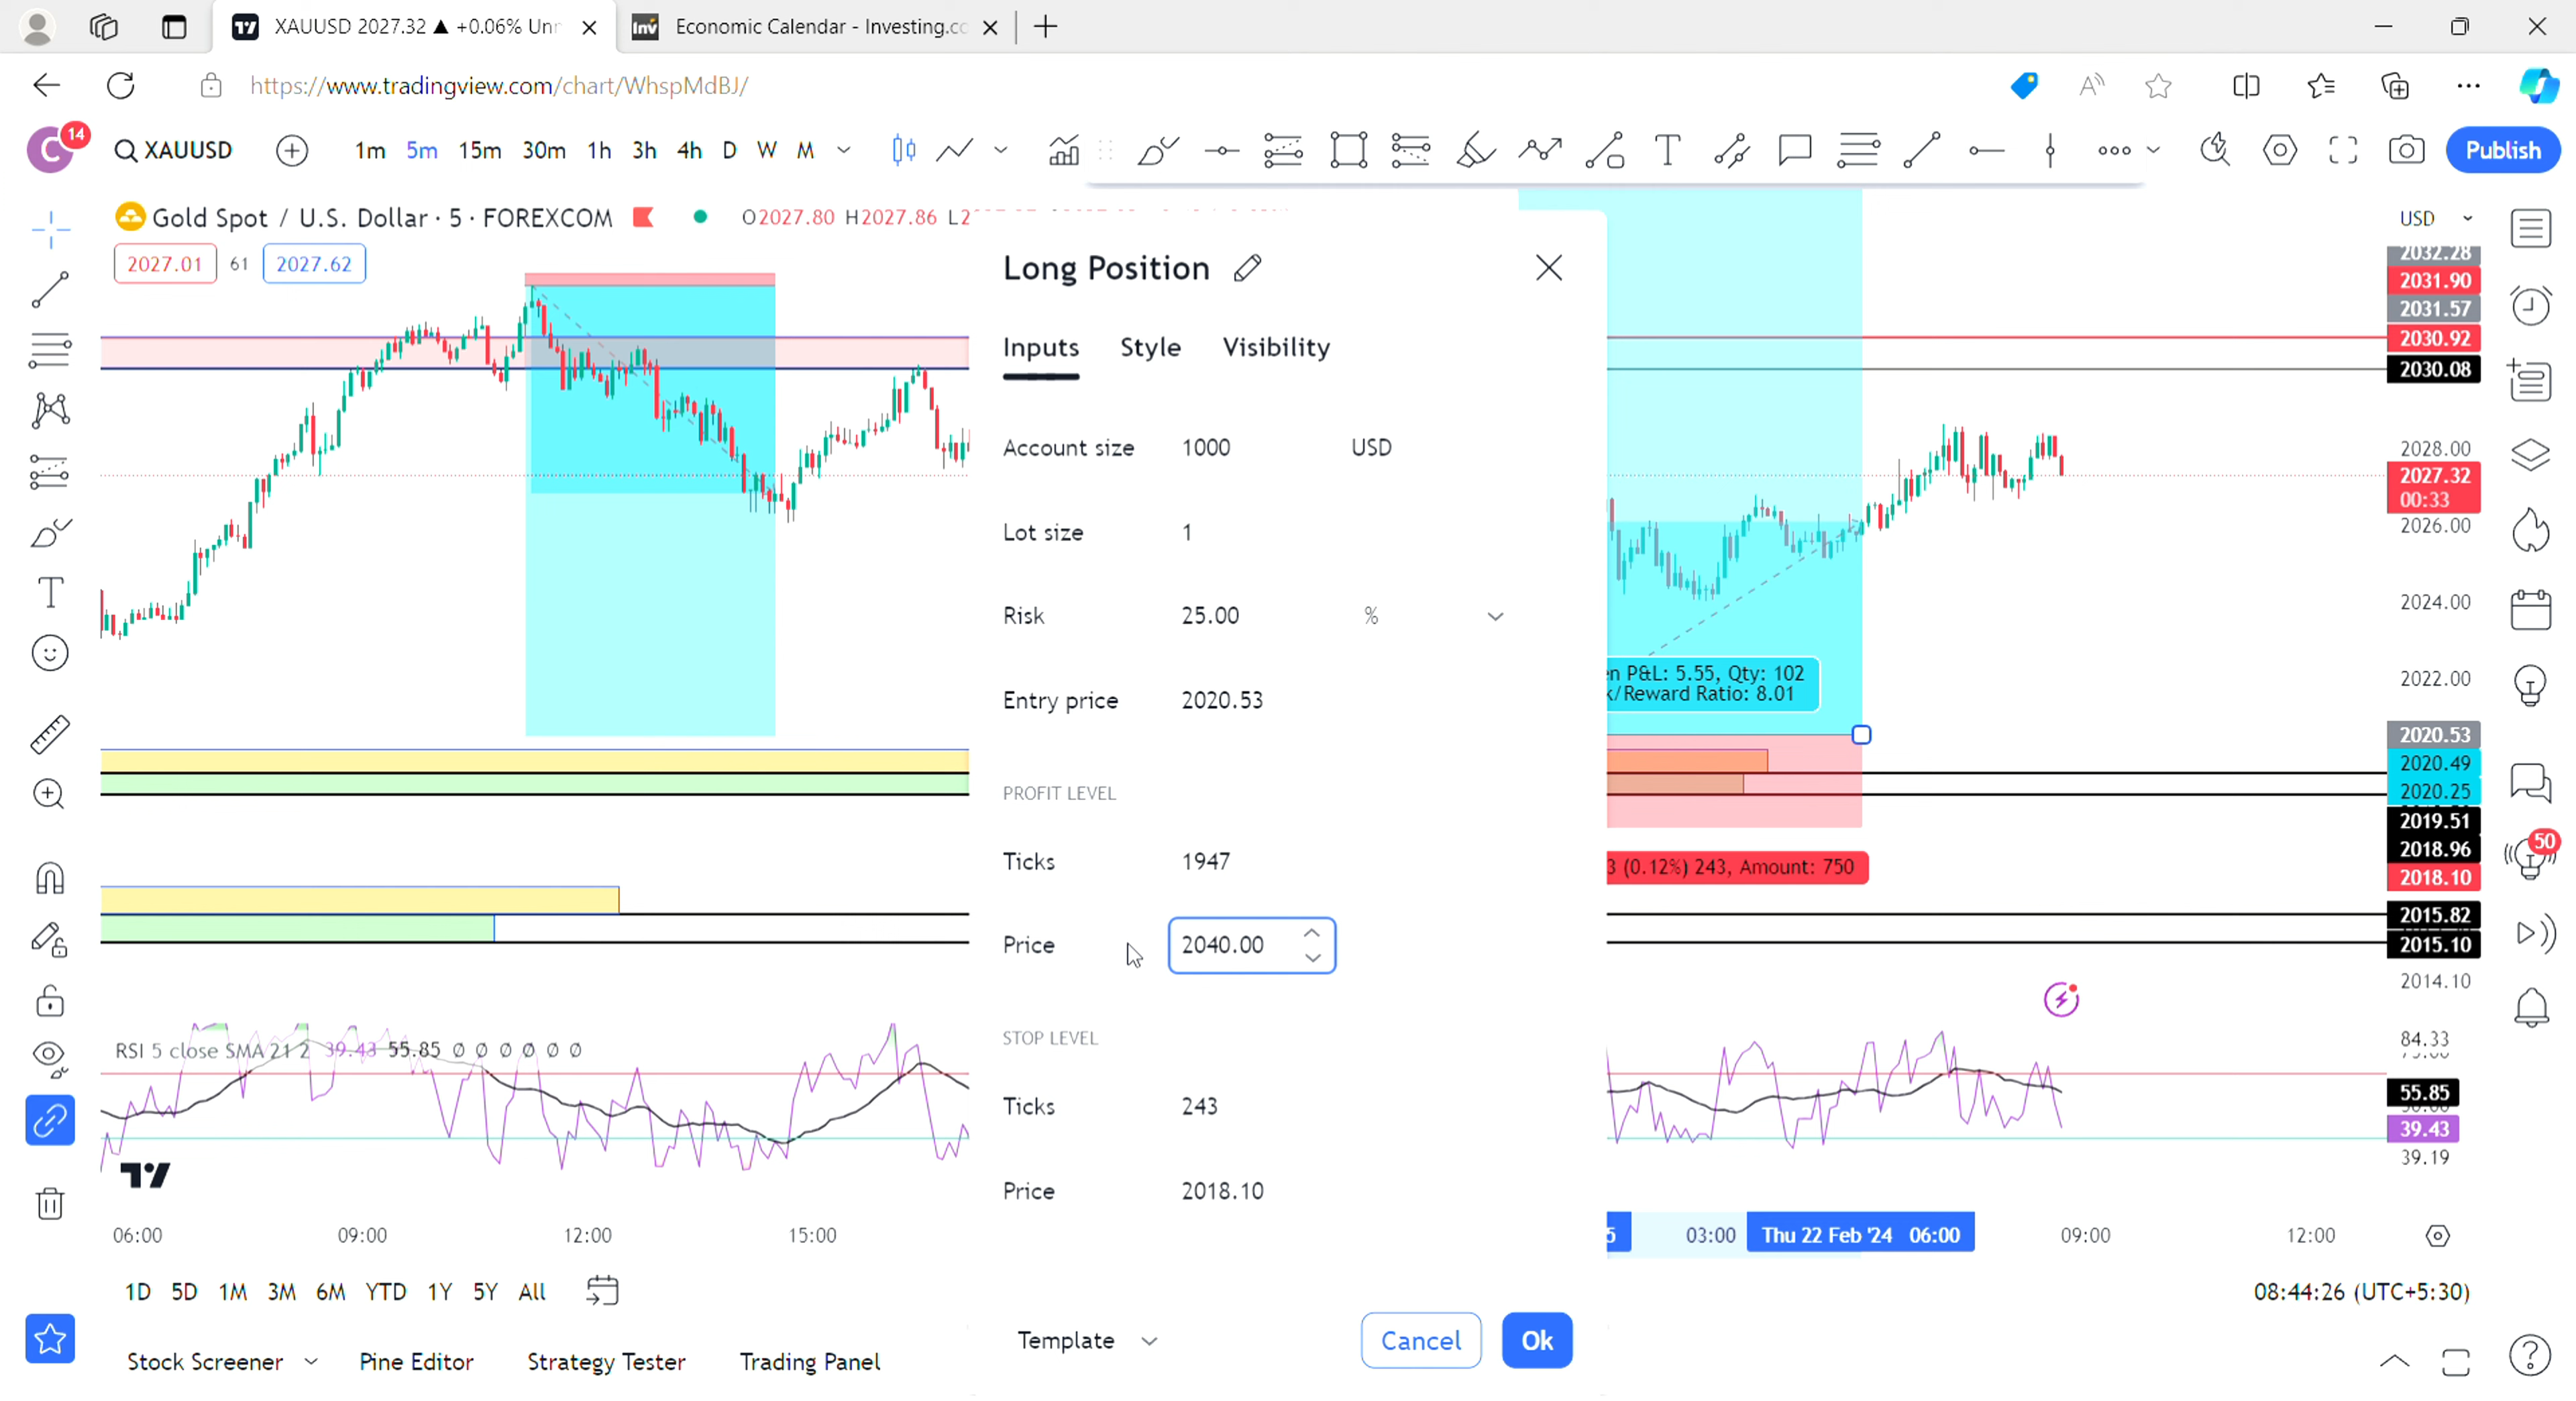 XAUUSD 2027.32 ▲ +0.06% Unn
Economic Calendar - Investing.co
https://www.tradingview.com/chart/WhspMdBJ/
C 14
XAUUSD 1m 5m 15m 30m 1h 3h 4h D W M Publish
Gold Spot / U.S. Dollar · 5 · FOREXCOM O2027.80 H2027.86 L2
2027.01 61 2027.62
Long Position
Inputs Style Visibility
Account size 1000 USD
Lot size 1
Risk 25.00 %
Entry price 2020.53
PROFIT LEVEL
Ticks 1947
Price 2040.00
STOP LEVEL
Ticks 243
Price 2018.10
Template Cancel Ok
en P&L: 5.55, Qty: 102
k/Reward Ratio: 8.01
3 (0.12%) 243, Amount: 750
USD
2032.28
2031.90
2031.57
2030.92
2030.08
2028.00
2027.32
00:33
2026.00
2024.00
2022.00
2020.53
2020.49
2020.25
2019.51
2018.96
2018.10
2015.82
2015.10
2014.10
50
RSI 5 close SMA 21 2 39.43 55.85 Ø Ø Ø Ø Ø Ø
84.33
55.85
39.43
39.19
06:00 09:00 12:00 15:00 03:00 Thu 22 Feb '24 06:00 09:00 12:00
1D 5D 1M 3M 6M YTD 1Y 5Y All
08:44:26 (UTC+5:30)
Stock Screener Pine Editor Strategy Tester Trading Panel